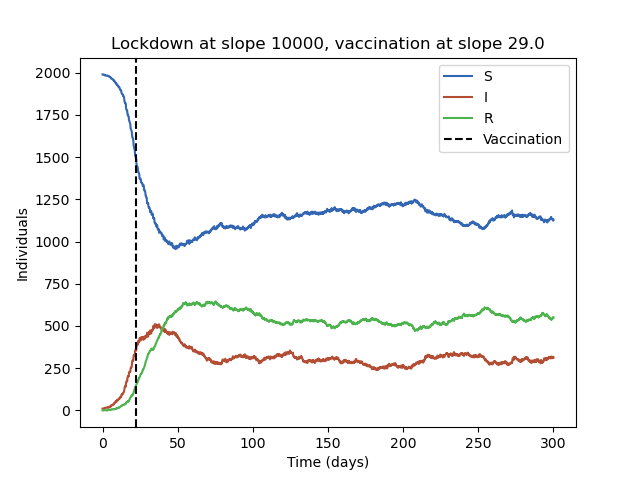 Lockdown at slope 10000, vaccination at slope 29.0
S
I
R
Vaccination
2000
1750
1500
1250
1000
750
500
250
0
Individuals
0 50 100 150 200 250 300
Time (days)